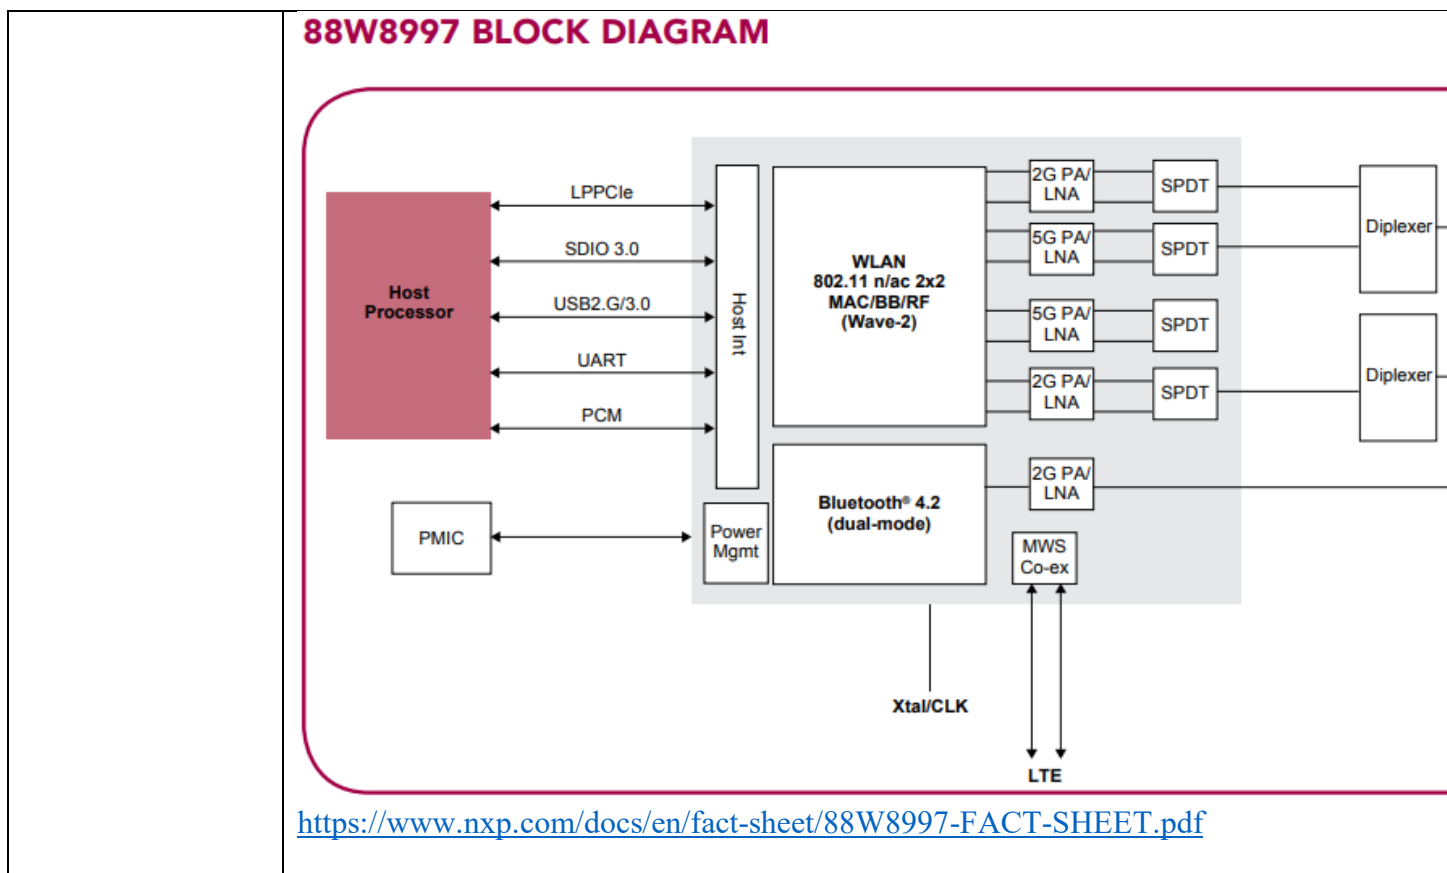 88W8997 BLOCK DIAGRAM
Host
Processor
LPPCIe
SDIO 3.0
USB2.G/3.0
UART
PCM
PMIC
Host Int
Power
Mgmt
WLAN
802.11 n/ac 2x2
MAC/BB/RF
(Wave-2)
Bluetooth® 4.2
(dual-mode)
2G PA/
LNA
SPDT
5G PA/
LNA
SPDT
5G PA/
LNA
SPDT
2G PA/
LNA
SPDT
2G PA/
LNA
MWS
Co-ex
Diplexer
Diplexer
Xtal/CLK
LTE
https://www.nxp.com/docs/en/fact-sheet/88W8997-FACT-SHEET.pdf